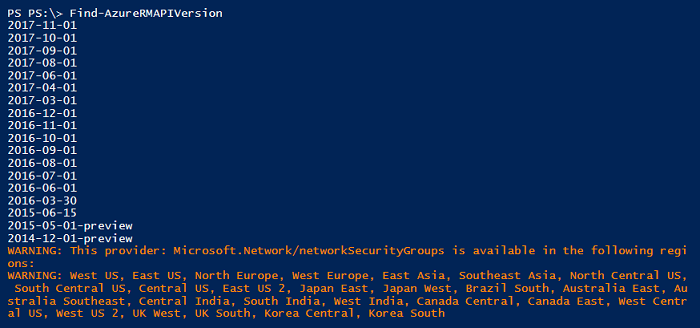 PS PS:\> Find-AzureRMAPIVersion
2017-11-01
2017-10-01
2017-09-01
2017-08-01
2017-06-01
2017-04-01
2017-03-01
2016-12-01
2016-11-01
2016-10-01
2016-09-01
2016-08-01
2016-07-01
2016-06-01
2016-03-30
2015-06-15
2015-05-01-preview
2014-12-01-preview
WARNING: This provider: Microsoft.Network/networkSecurityGroups is available in the following regi
ons:
WARNING: West US, East US, North Europe, West Europe, East Asia, Southeast Asia, North Central US,
 South Central US, Central US, East US 2, Japan East, Japan West, Brazil South, Australia East, Au
stralia Southeast, Central India, South India, West India, Canada Central, Canada East, West Centr
al US, West US 2, UK West, UK South, Korea Central, Korea South